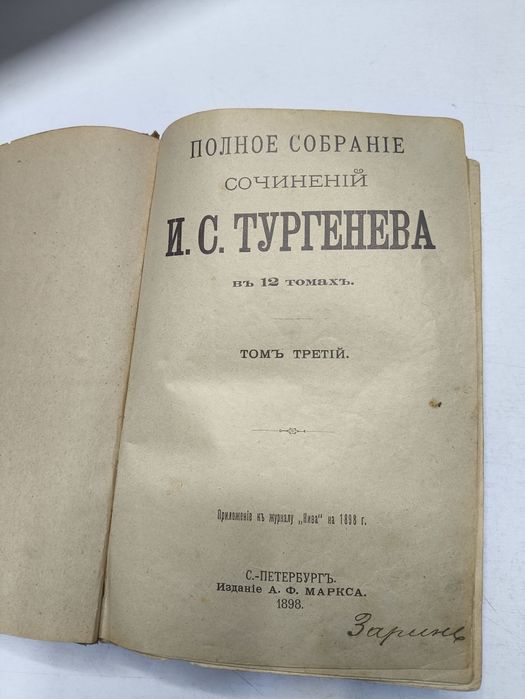 ПОЛНОЕ СОБРАНІЕ
СОЧИНЕНІЙ
И. С. ТУРГЕНЕВА
въ 12 томахъ.
ТОМЪ ТРЕТІЙ.
Приложеніе къ журналу „Нива“ на 1898 г.
С.-ПЕТЕРБУРГЪ.
Изданіе А. Ф. МАРКСА.
1898.